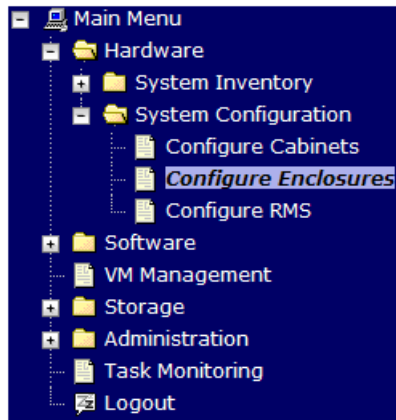 Main Menu
Hardware
System Inventory
System Configuration
Configure Cabinets
Configure Enclosures
Configure RMS
Software
VM Management
Storage
Administration
Task Monitoring
Logout